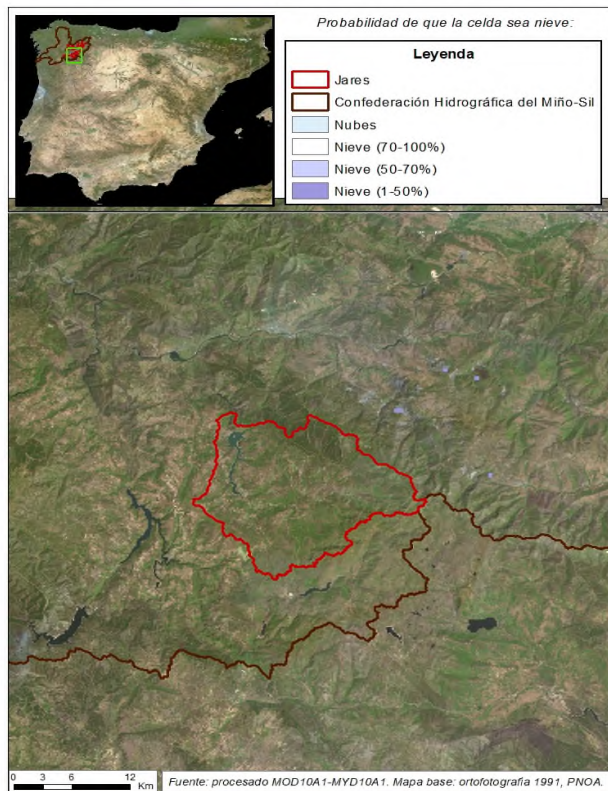 Probabilidad de que la celda sea nieve:
Leyenda
Jares
Confederación Hidrográfica del Miño-Sil
Nubes
Nieve (70-100%)
Nieve (50-70%)
Nieve (1-50%)
0 3 6 12
Km
Fuente: procesado MOD10A1-MYD10A1. Mapa base: ortofotografía 1991, PNOA.